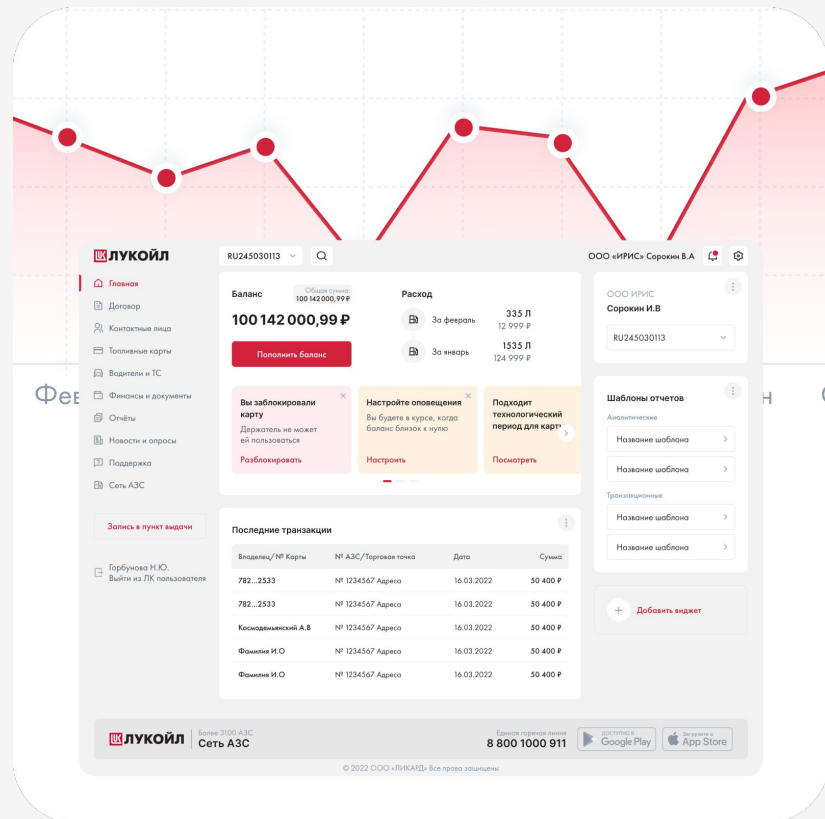 ЛУКОЙЛ
RU245030113
ООО «ИРИС» Сорокин В.А
Главная
Договор
Контактные лица
Топливные карты
Водители и ТС
Финансы и документы
Отчёты
Новости и опросы
Поддержка
Сеть АЗС
Запись в пункт выдачи
Горбунова Н.Ю.
Выйти из ЛК пользователя
Баланс
Общая сумма:
100 142 000,99 ₽
100 142 000,99 ₽
Пополнить баланс
Расход
За февраль
335 Л
12 999 ₽
За январь
1535 Л
124 999 ₽
Вы заблокировали
карту
Держатель не может
ей пользоваться
Разблокировать
Настройте оповещения
Вы будете в курсе, когда
баланс близок к нулю
Настроить
Подходит
технологический
период для карты
Посмотреть
Последние транзакции
Владелец/№ Карты № АЗС/Торговая точка Дата Сумма
782...2533 № 1234567 Адреса 16.03.2022 50 400 ₽
782...2533 № 1234567 Адреса 16.03.2022 50 400 ₽
Космодемьянский А.В № 1234567 Адреса 16.03.2022 50 400 ₽
Фамилия И.О № 1234567 Адреса 16.03.2022 50 400 ₽
Фамилия И.О № 1234567 Адреса 16.03.2022 50 400 ₽
ООО ИРИС
Сорокин И.В
RU245030113
Шаблоны отчетов
Аналитические
Название шаблона
Название шаблона
Транзакционные
Название шаблона
Название шаблона
Добавить виджет
Фев
н
ЛУКОЙЛ
Более 3100 АЗС
Сеть АЗС
Единая горячая линия
8 800 1000 911
ДОСТУПНО В
Google Play
Загрузите в
App Store
© 2022 ООО «ЛИКАРД» Все права защищены